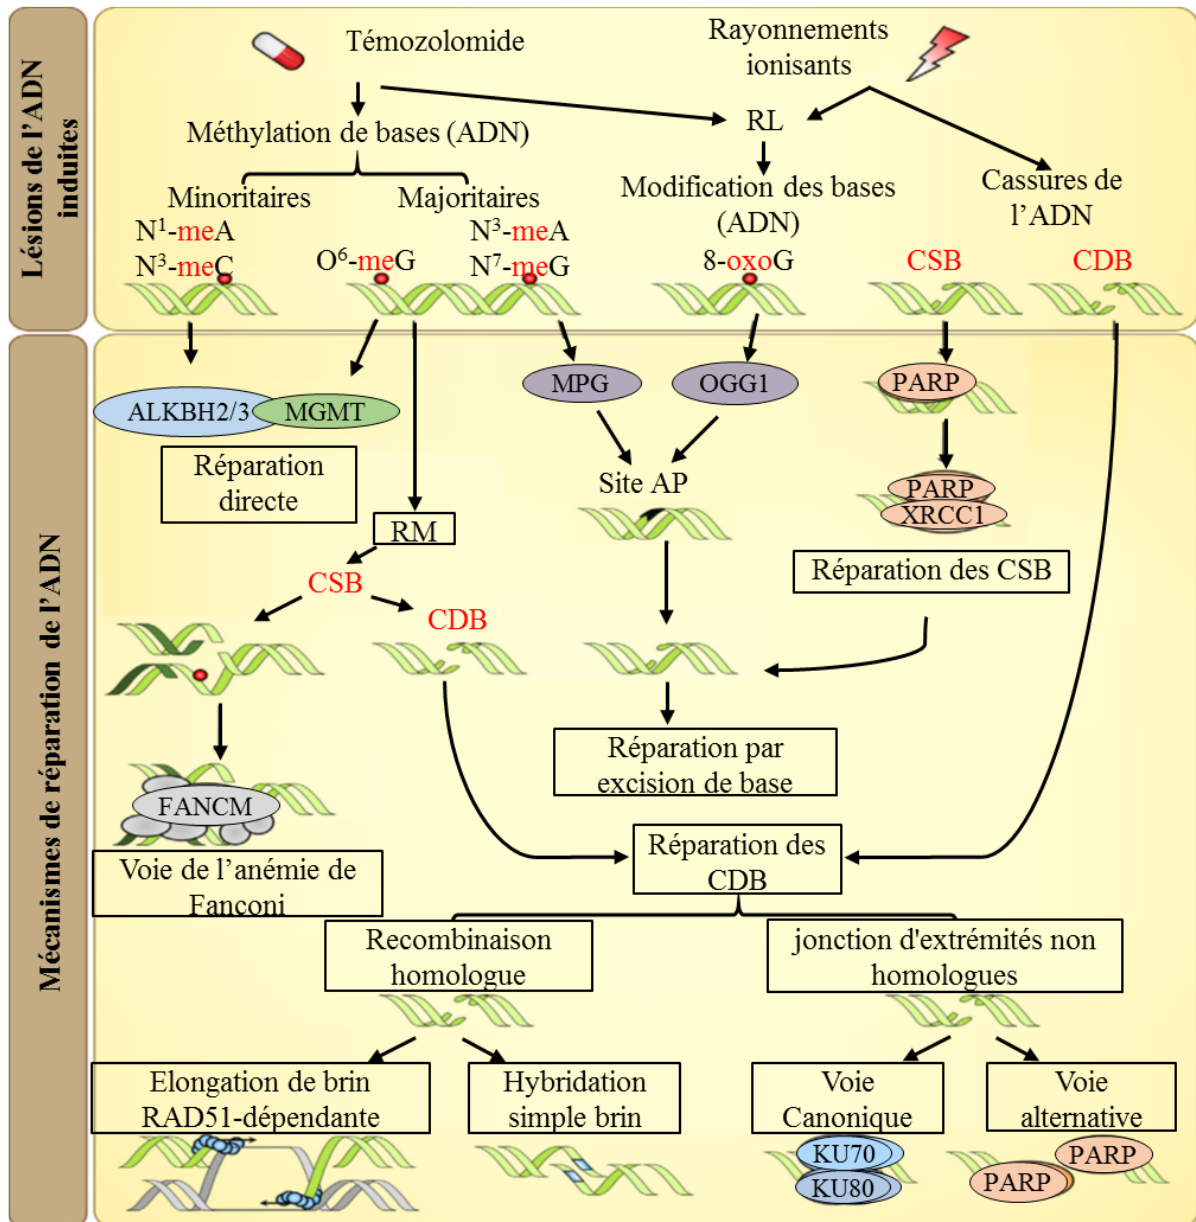 Lésions de l'ADN
induites
Témozolomide
Rayonnements
ionisants
RL
Méthylation de bases (ADN)
Minoritaires
Majoritaires
Modification des bases
(ADN)
Cassures de
l'ADN
N¹-meA
N³-meC
O⁶-meG
N³-meA
N⁷-meG
8-oxoG
CSB
CDB
Mécanismes de réparation de l'ADN
ALKBH2/3
MGMT
MPG
OGG1
PARP
Réparation
directe
Site AP
PARP
XRCC1
RM
Réparation des CSB
CSB
CDB
Réparation par
excision de base
FANCM
Voie de l'anémie de
Fanconi
Réparation des
CDB
Recombinaison
homologue
jonction d'extrémités non
homologues
Elongation de brin
RAD51-dépendante
Hybridation
simple brin
Voie
Canonique
Voie
alternative
KU70
KU80
PARP
PARP